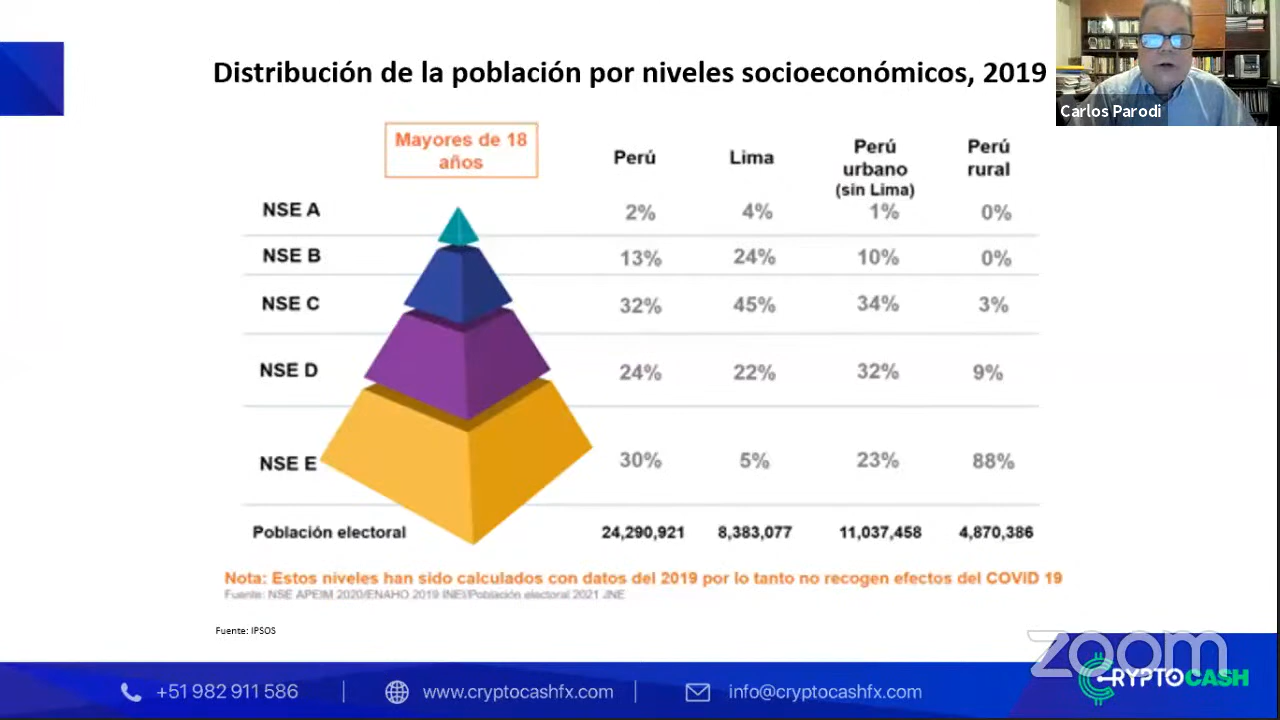 Distribución de la población por niveles socioeconómicos, 2019
Carlos Parodi
Mayores de 18
años
Perú
Lima
Perú
urbano
(sin Lima)
Perú
rural
NSE A 2% 4% 1% 0%
NSE B 13% 24% 10% 0%
NSE C 32% 45% 34% 3%
NSE D 24% 22% 32% 9%
NSE E 30% 5% 23% 88%
Población electoral 24,290,921 8,383,077 11,037,458 4,870,386
Nota: Estos niveles han sido calculados con datos del 2019 por lo tanto no recogen efectos del COVID 19
Fuente: NSE APEIM 2020/ENAHO 2019 INEI/Población electoral 2021 JNE
Fuente: IPSOS
zoom
+51 982 911 586 www.cryptocashfx.com info@cryptocashfx.com
CRYPTOCASH